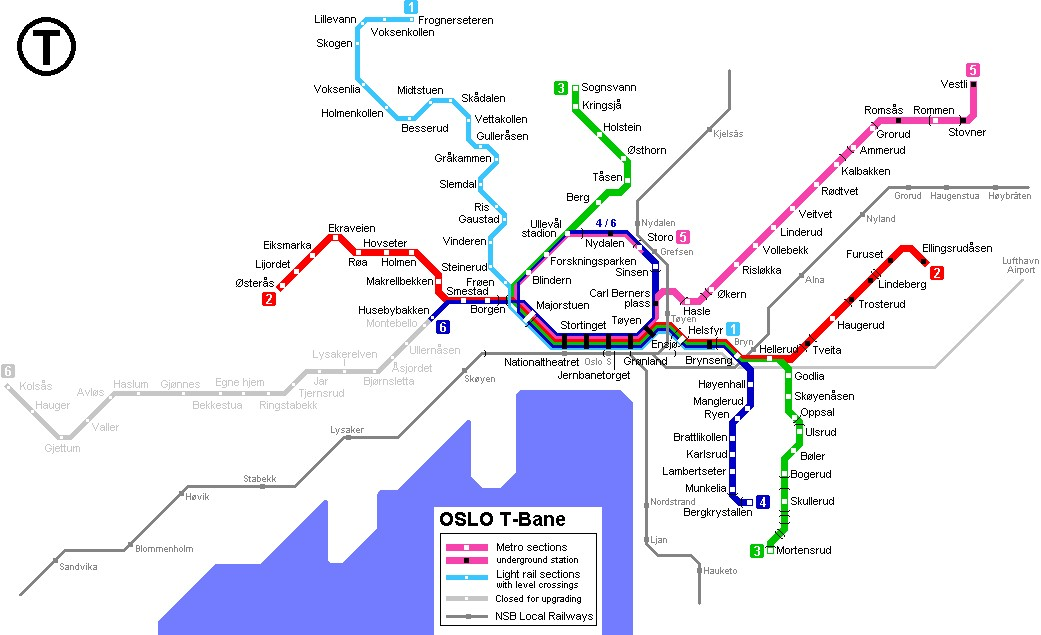 T
1
Lillevann
Frognerseteren
Voksenkollen
Skogen
Voksenlia
Holmenkollen
Midtstuen
Besserud
Skådalen
Vettakollen
Gulleråsen
Gråkammen
Slemdal
Ris
Gaustad
Vinderen
Steinerud
Frøen
3
Sognsvann
Kringsjå
Holstein
Østhorn
Tåsen
Berg
Ullevål
stadion
4 / 6
Nydalen
Storo
5
Forskningsparken
Sinsen
Blindern
Carl Berners
plass
Majorstuen
Stortinget
Tøyen
Nationaltheatret
Jernbanetorget
Grønland
Ensjø
Helsfyr
1
Brynseng
Hellerud
Ekraveien
Eiksmarka
Lijordet
Østerås
2
Røa
Hovseter
Holmen
Makrellbekken
Smestad
Borgen
Husebybakken
6
Montebello
Ullernåsen
Åsjordet
Bjørnsletta
Lysakerelven
Jar
Tjernsrud
Ringstabekk
Egne hjem
Bekkestua
Gjønnes
Haslum
Avløs
Valler
Gjettum
Hauger
Kolsås
6
5
Vestli
Stovner
Rommen
Romsås
Grorud
Ammerud
Kalbakken
Rødtvet
Veitvet
Linderud
Vollebekk
Risløkka
Økern
Hasle
Ellingsrudåsen
2
Furuset
Lindeberg
Trosterud
Haugerud
Tveita
Godlia
Skøyenåsen
Oppsal
Ulsrud
Bøler
Bogerud
Skullerud
3
Mortensrud
Høyenhall
Manglerud
Ryen
Brattlikollen
Karlsrud
Lambertseter
Munkelia
Bergkrystallen
4
Kjelsås
Nydalen
Grefsen
Tøyen
Oslo S
Bryn
Alna
Nyland
Grorud
Haugenstua
Høybråten
Lufthavn
Airport
Skøyen
Lysaker
Stabekk
Høvik
Blommenholm
Sandvika
Nordstrand
Ljan
Hauketo
OSLO T-Bane
Metro sections
underground station
Light rail sections
with level crossings
Closed for upgrading
NSB Local Railways